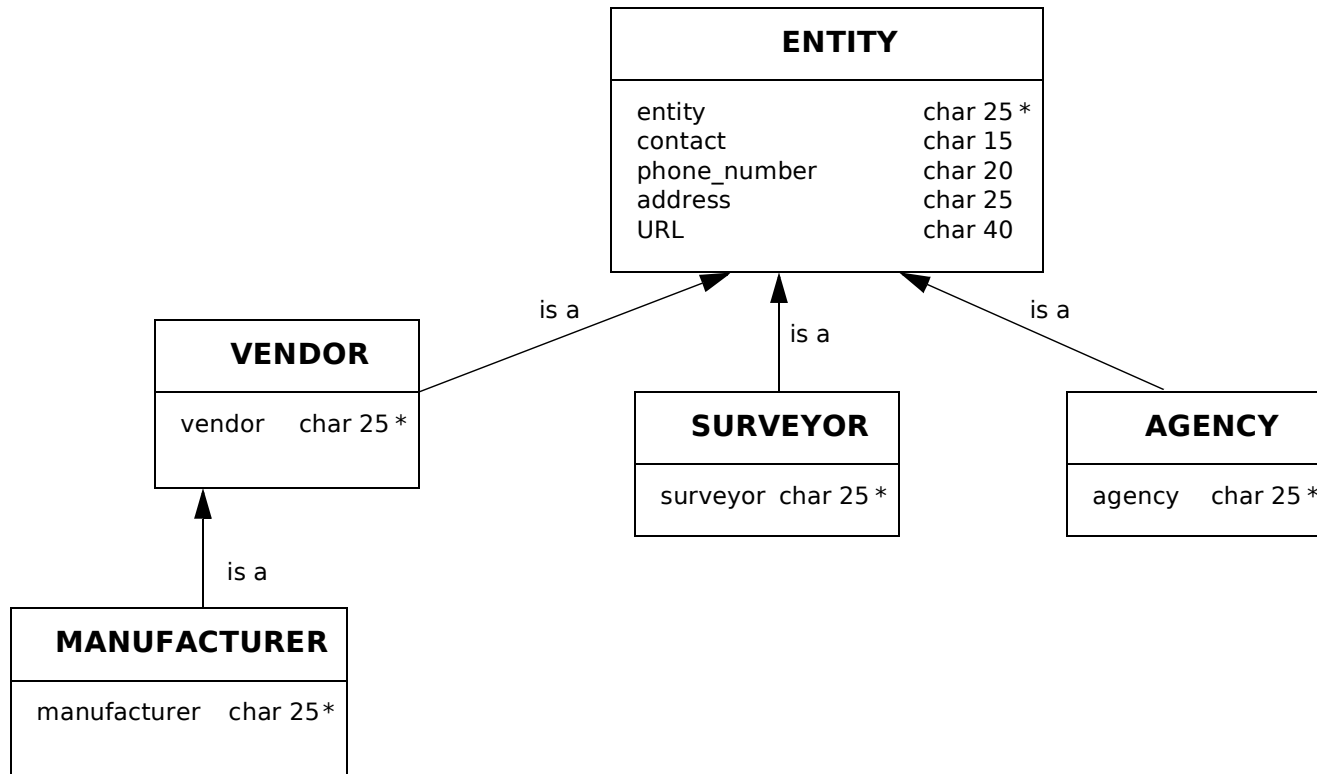 ENTITY
entity char 25 *
contact char 15
phone_number char 20
address char 25
URL char 40
is a
is a
is a
VENDOR
vendor char 25 *
SURVEYOR
surveyor char 25 *
AGENCY
agency char 25 *
is a
MANUFACTURER
manufacturer char 25 *